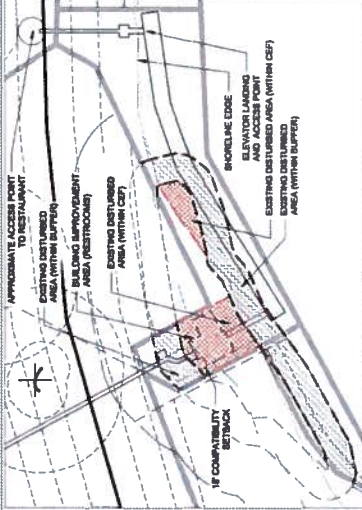 APPROXIMATE ACCESS POINT
TO RESTAURANT
EXISTING DISTURBED
AREA (WITHIN BUFFER)
BUILDING IMPROVEMENT
AREA (RESTROOMS)
EXISTING DISTURBED
AREA (WITHIN CEF)
SHORELINE EDGE
ELEVATOR LANDING
AND ACCESS POINT
EXISTING DISTURBED
AREA (WITHIN CEF)
EXISTING DISTURBED
AREA (WITHIN BUFFER)
COMPATIBILITY
SETBACK